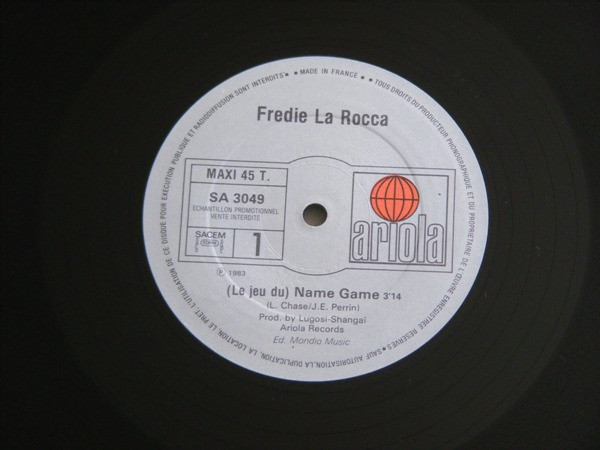 ★ MADE IN FRANCE ★ ★ TOUS DROITS DU PRODUCTEUR PHONOGRAPHIQUE ET DU PROPRIETAIRE DE L'ŒUVRE ENREGISTREE RESERVES ★ SAUF AUTORISATION, LA DUPLICATION, LA LOCATION, LE PRET, L'UTILISATION DE CE DISQUE POUR EXECUTION PUBLIQUE ET RADIODIFFUSION SONT INTERDITS ★
Fredie La Rocca
MAXI 45 T.
SA 3049
ECHANTILLON PROMOTIONNEL
VENTE INTERDITE
SACEM
1
ariola
Ⓟ 1983
(Le jeu du) Name Game 3'14
(L. Chase/J.E. Perrin)
Prod. by Lugosi-Shangaï
Ariola Records
Ed. Mondio Music